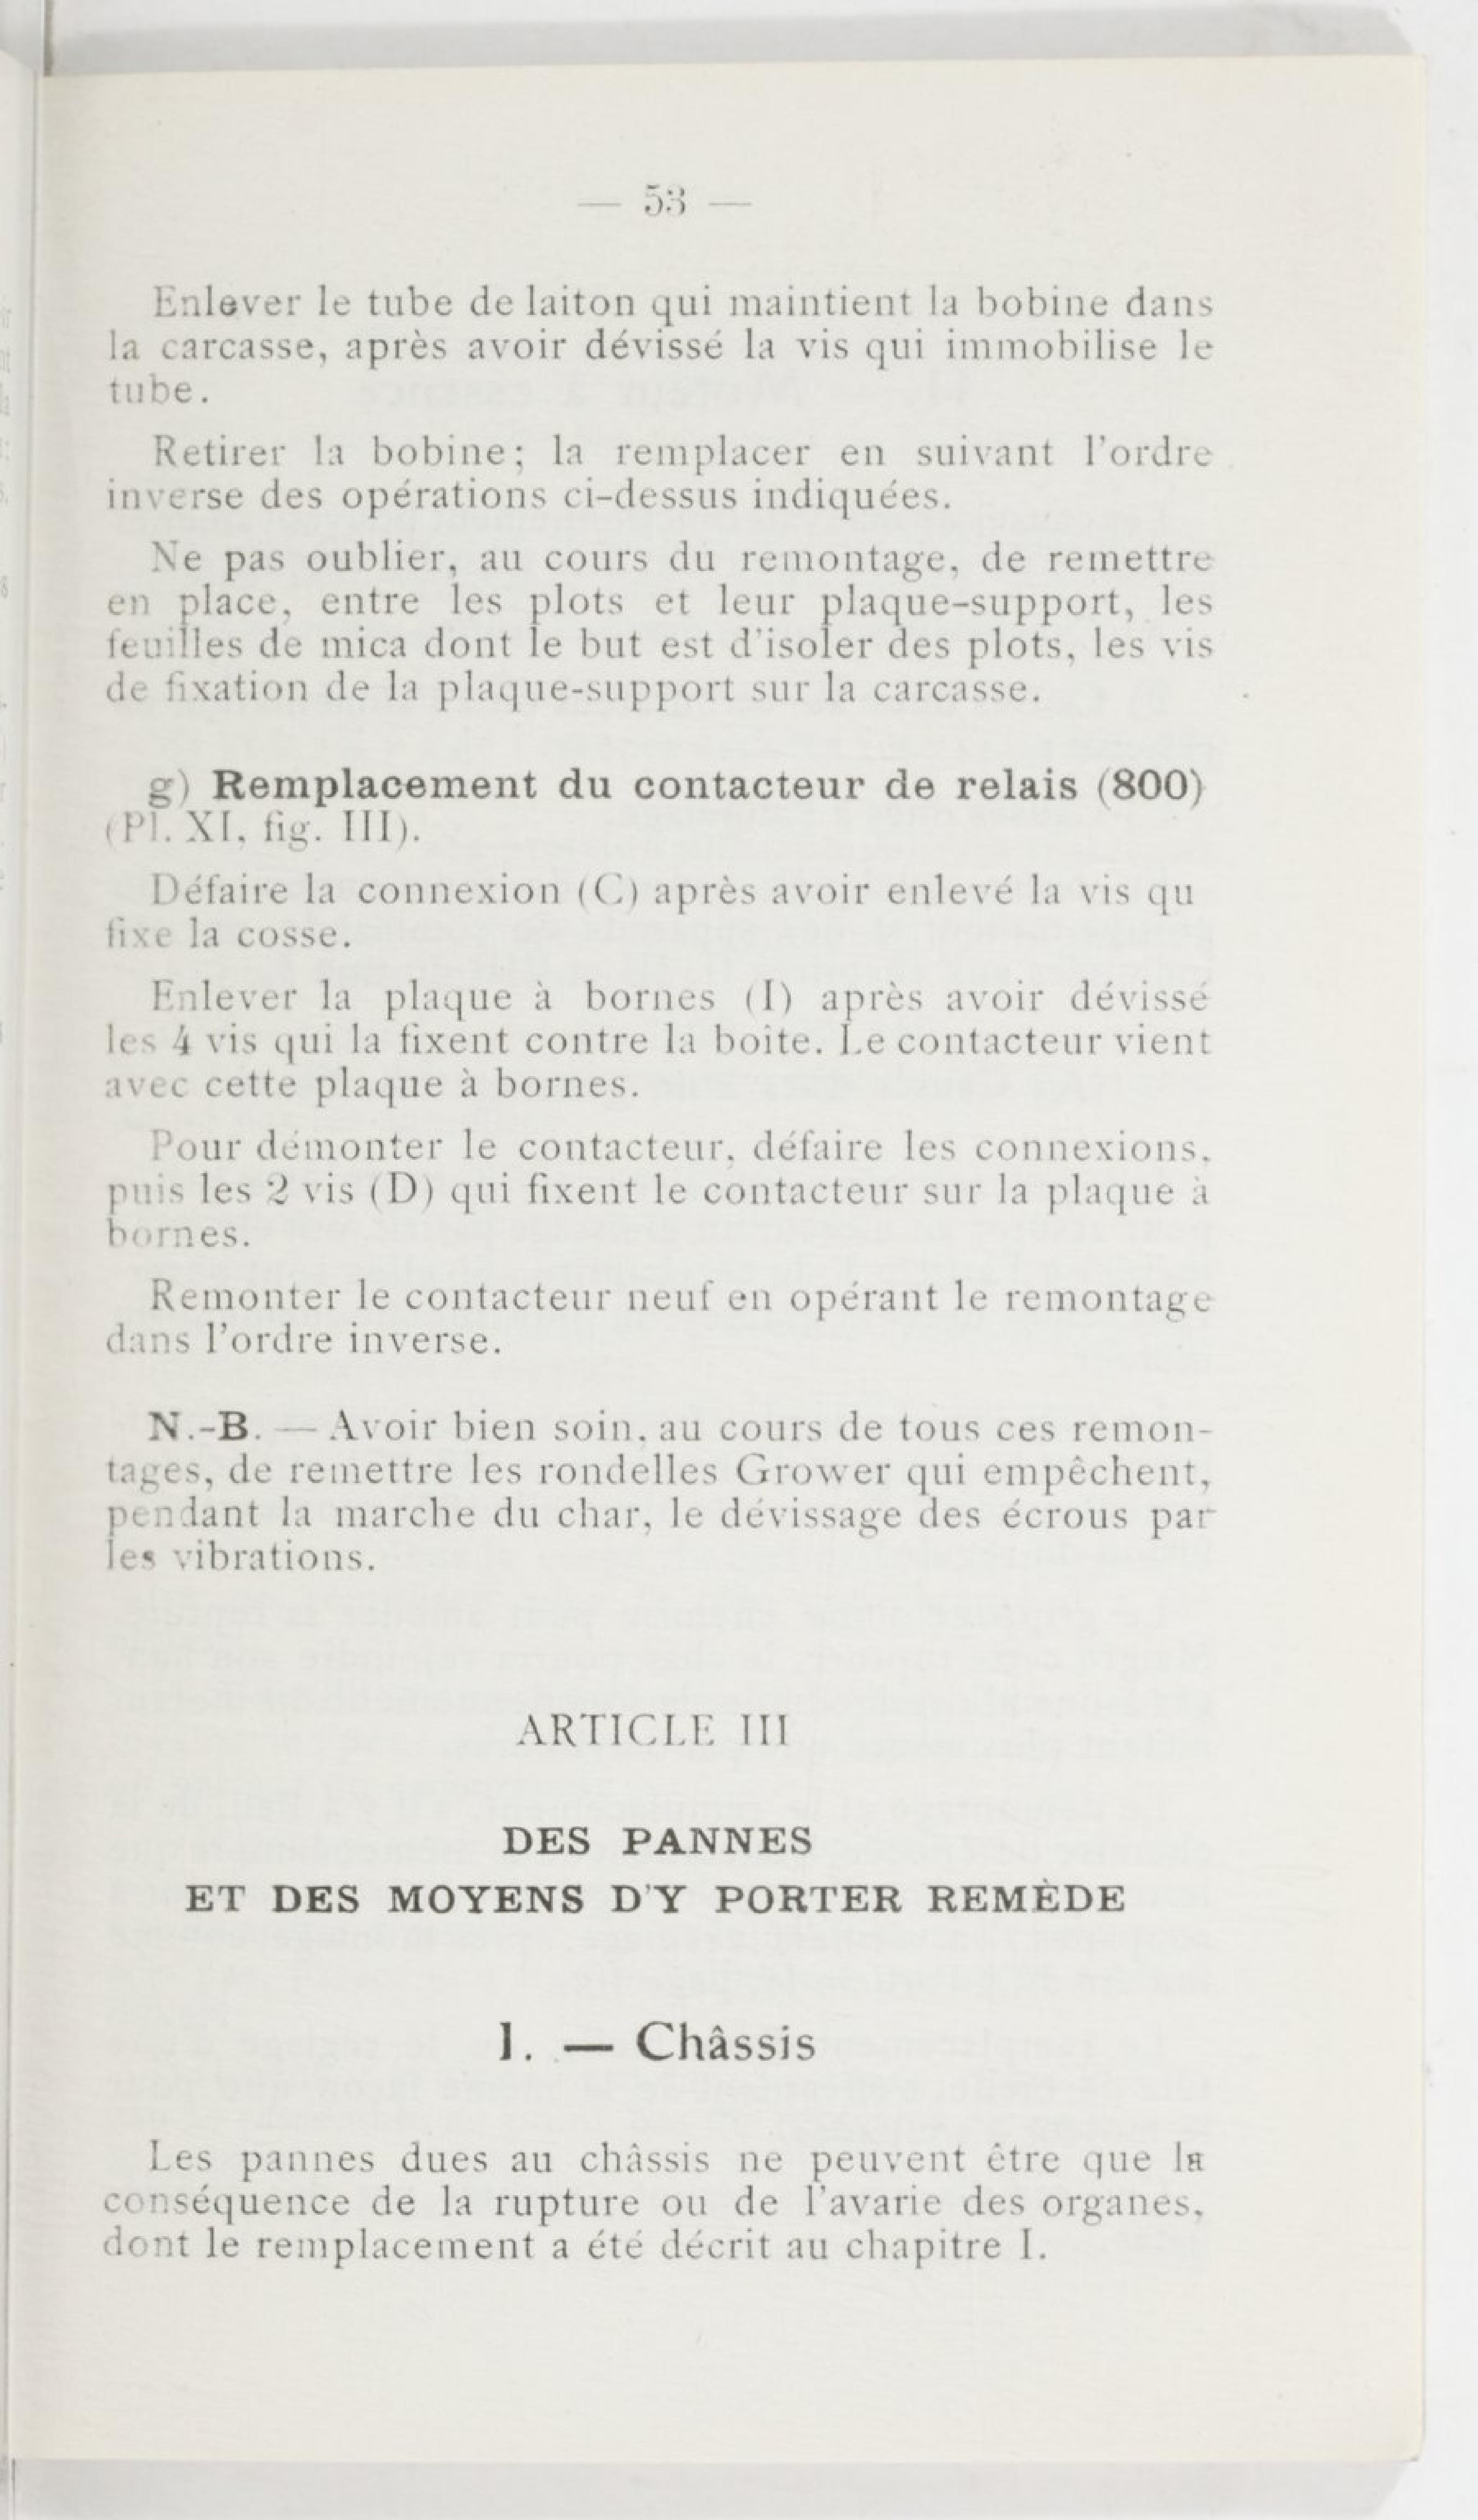 — 53 —
Enlever le tube de laiton qui maintient la bobine dans
la carcasse, après avoir dévissé la vis qui immobilise le
tube.
Retirer la bobine; la remplacer en suivant l'ordre
inverse des opérations ci-dessus indiquées.
Ne pas oublier, au cours du remontage, de remettre
en place, entre les plots et leur plaque-support, les
feuilles de mica dont le but est d'isoler des plots, les vis
de fixation de la plaque-support sur la carcasse.
g) Remplacement du contacteur de relais (800)
(Pl. XI, fig. III).
Défaire la connexion (C) après avoir enlevé la vis qu
fixe la cosse.
Enlever la plaque à bornes (I) après avoir dévissé
les 4 vis qui la fixent contre la boîte. Le contacteur vient
avec cette plaque à bornes.
Pour démonter le contacteur, défaire les connexions,
puis les 2 vis (D) qui fixent le contacteur sur la plaque à
bornes.
Remonter le contacteur neuf en opérant le remontage
dans l'ordre inverse.
N.-B. — Avoir bien soin, au cours de tous ces remon-
tages, de remettre les rondelles Grower qui empêchent,
pendant la marche du char, le dévissage des écrous par
les vibrations.
ARTICLE III
DES PANNES
ET DES MOYENS D'Y PORTER REMÈDE
I. — Châssis
Les pannes dues au châssis ne peuvent être que la
conséquence de la rupture ou de l'avarie des organes,
dont le remplacement a été décrit au chapitre I.